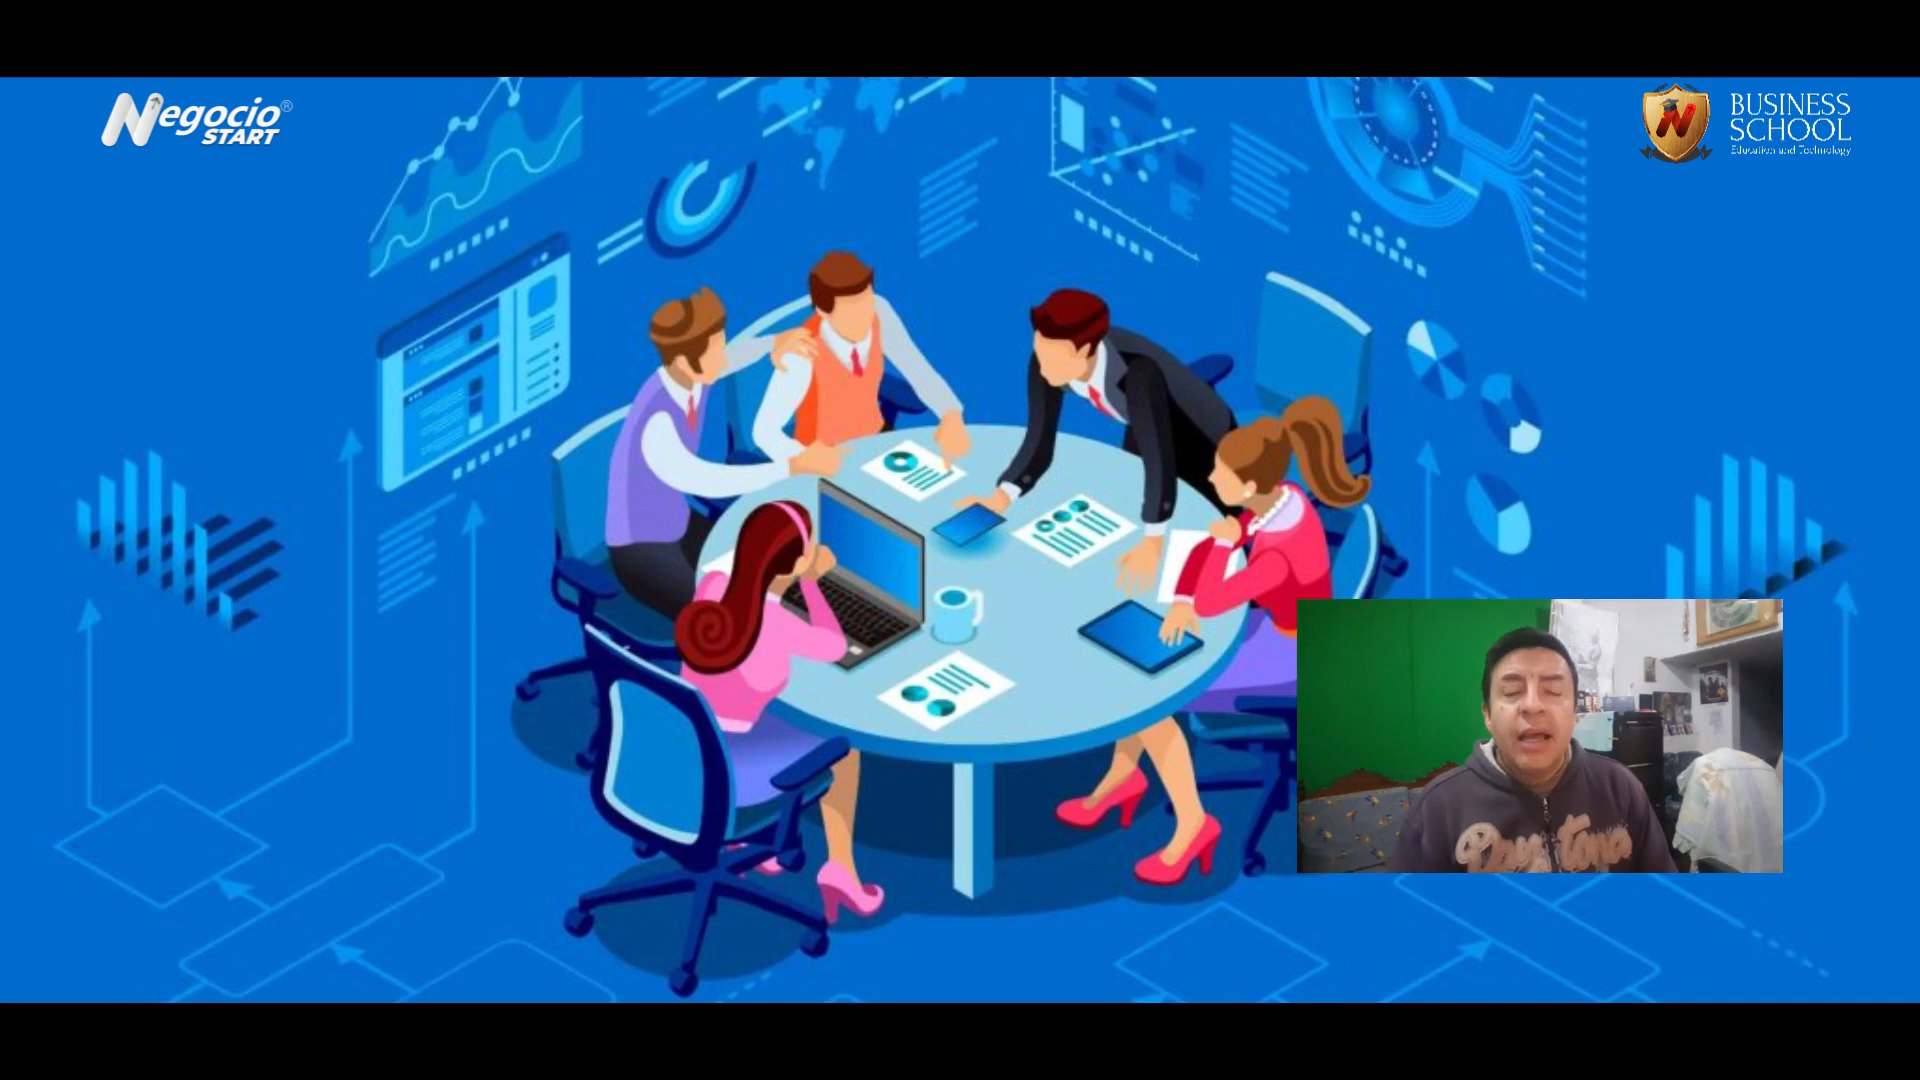 Negocio®
START
BUSINESS
SCHOOL
Education and Technology